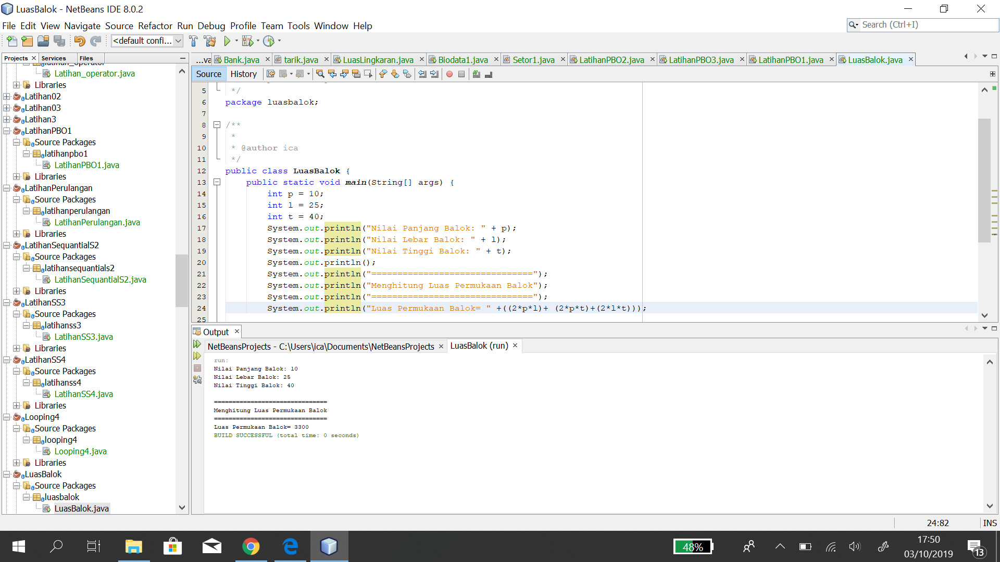 LuasBalok - NetBeans IDE 8.0.2
File Edit View Navigate Source Refactor Run Debug Profile Team Tools Window Help
Search (Ctrl+I)
<default confi...
Projects Services Files
Latihan_operator.java
Libraries
Latihan02
Latihan03
Latihan3
LatihanPBO1
Source Packages
latihanpbo1
LatihanPBO1.java
Libraries
LatihanPerulangan
Source Packages
latihanperulangan
LatihanPerulangan.java
Libraries
LatihanSequantialS2
Source Packages
latihansequantials2
LatihanSequantialS2.java
Libraries
LatihanSS3
Source Packages
latihanss3
LatihanSS3.java
Libraries
LatihanSS4
Source Packages
latihanss4
LatihanSS4.java
Libraries
Looping4
Source Packages
looping4
Looping4.java
Libraries
LuasBalok
Source Packages
luasbalok
LuasBalok.java
...va Bank.java tarik.java LuasLingkaran.java Biodata1.java Setor1.java LatihanPBO2.java LatihanPBO3.java LatihanPBO1.java LuasBalok.java
Source History
5 */
6 package luasbalok;
7
8 /**
9 *
10 * @author ica
11 */
12 public class LuasBalok {
13 public static void main(String[] args) {
14 int p = 10;
15 int l = 25;
16 int t = 40;
17 System.out.println("Nilai Panjang Balok: " + p);
18 System.out.println("Nilai Lebar Balok: " + l);
19 System.out.println("Nilai Tinggi Balok: " + t);
20 System.out.println();
21 System.out.println("===============================");
22 System.out.println("Menghitung Luas Permukaan Balok");
23 System.out.println("===============================");
24 System.out.println("Luas Permukaan Balok= " +((2*p*l)+ (2*p*t)+(2*l*t)));
25
Output
NetBeansProjects - C:\Users\ica\Documents\NetBeansProjects LuasBalok (run)
run:
Nilai Panjang Balok: 10
Nilai Lebar Balok: 25
Nilai Tinggi Balok: 40
===============================
Menghitung Luas Permukaan Balok
===============================
Luas Permukaan Balok= 3300
BUILD SUCCESSFUL (total time: 0 seconds)
24:82 INS
48%
17:50
03/10/2019
13